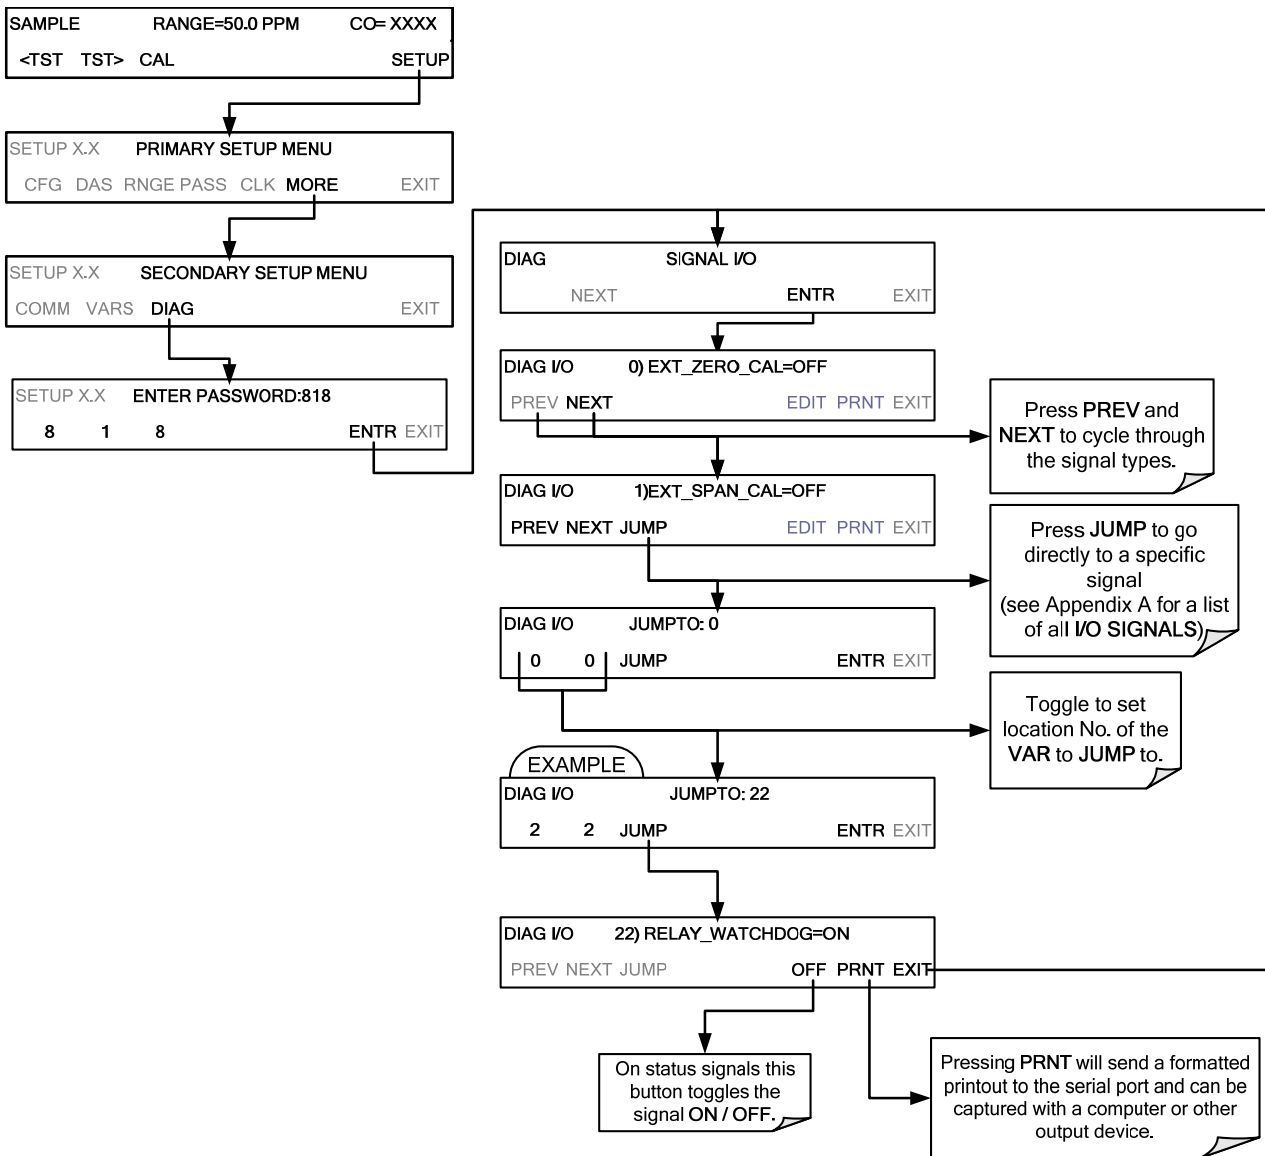 SAMPLE RANGE=50.0 PPM CO= XXXX
<TST TST> CAL SETUP
SETUP X.X PRIMARY SETUP MENU
CFG DAS RNGE PASS CLK MORE EXIT
SETUP X.X SECONDARY SETUP MENU
COMM VARS DIAG EXIT
SETUP X.X ENTER PASSWORD:818
8 1 8 ENTR EXIT
DIAG SIGNAL I/O
NEXT ENTR EXIT
DIAG I/O 0) EXT_ZERO_CAL=OFF
PREV NEXT EDIT PRNT EXIT
Press PREV and
NEXT to cycle through
the signal types.
DIAG I/O 1)EXT_SPAN_CAL=OFF
PREV NEXT JUMP EDIT PRNT EXIT
Press JUMP to go
directly to a specific
signal
(see Appendix A for a list
of all I/O SIGNALS)
DIAG I/O JUMPTO: 0
0 0 JUMP ENTR EXIT
Toggle to set
location No. of the
VAR to JUMP to.
EXAMPLE
DIAG I/O JUMPTO: 22
2 2 JUMP ENTR EXIT
DIAG I/O 22) RELAY_WATCHDOG=ON
PREV NEXT JUMP OFF PRNT EXIT
On status signals this
button toggles the
signal ON / OFF.
Pressing PRNT will send a formatted
printout to the serial port and can be
captured with a computer or other
output device.